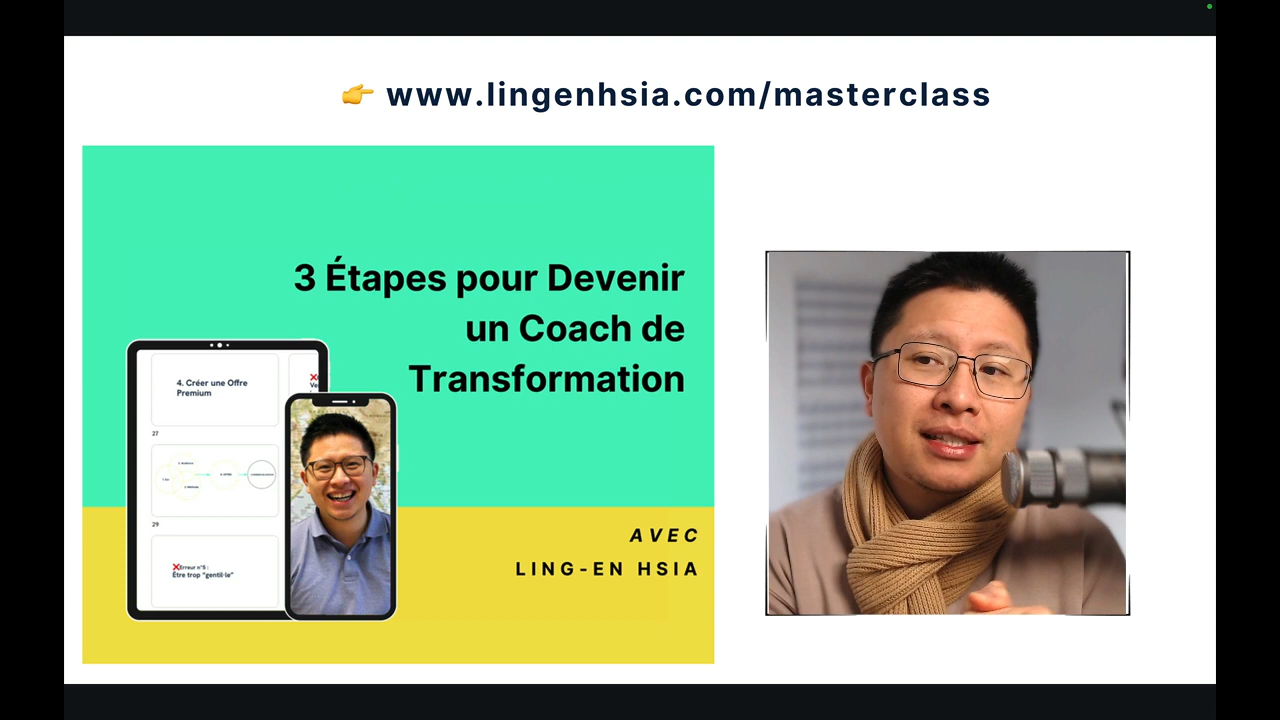 👉 www.lingenhsia.com/masterclass
3 Étapes pour Devenir
un Coach de
Transformation
4. Créer une Offre
Premium
27
29
❌Erreur n°5 :
Être trop "gentil·le"
AVEC
LING-EN HSIA